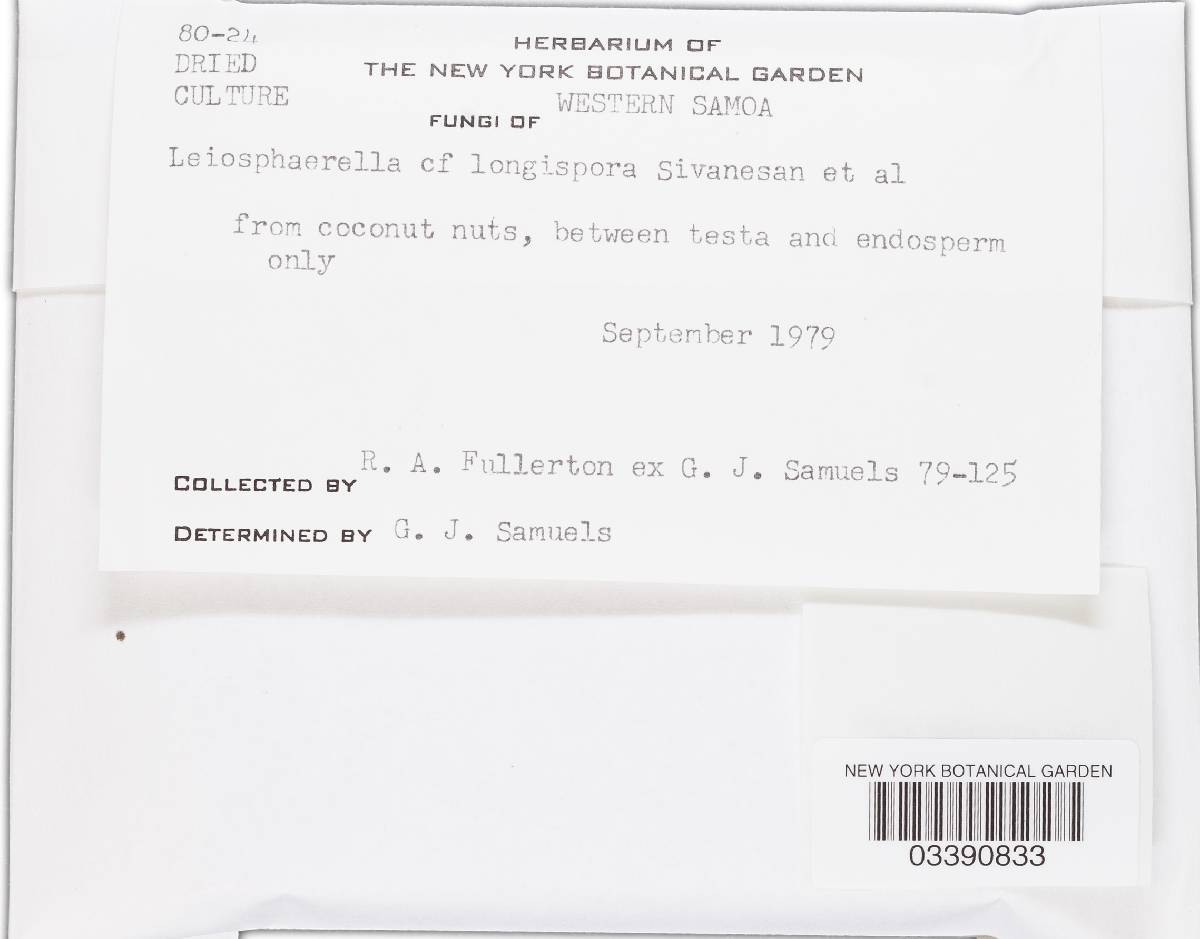 80-24
DRIED
CULTURE
HERBARIUM OF
THE NEW YORK BOTANICAL GARDEN
FUNGI OF WESTERN SAMOA
Leiosphaerella cf longispora Sivanesan et al
from coconut nuts, between testa and endosperm
only
September 1979
COLLECTED BY R. A. Fullerton ex G. J. Samuels 79-125
DETERMINED BY G. J. Samuels
NEW YORK BOTANICAL GARDEN
03390833